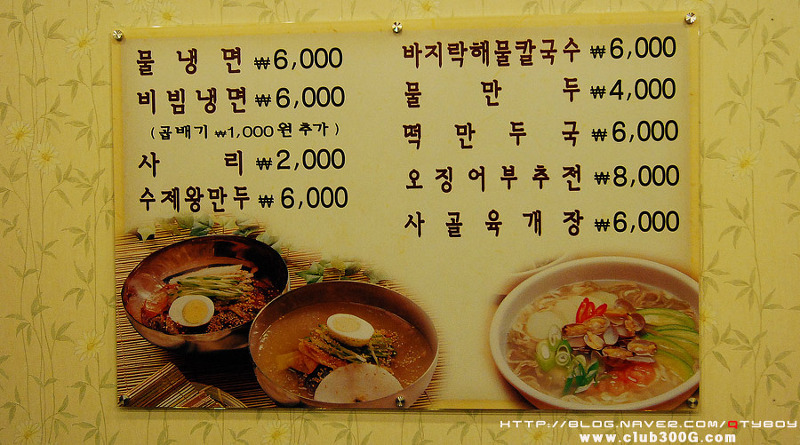 물 냉 면 ₩6,000
비 빔 냉 면 ₩6,000
( 곱 배 기 ₩1,000 원 추 가 )
사 리 ₩2,000
수 제 왕 만 두 ₩6,000
바지락해물칼국수 ₩6,000
물 만 두 ₩4,000
떡 만 두 국 ₩6,000
오 징 어 부 추 전 ₩8,000
사 골 육 개 장 ₩6,000
HTTP://BLOG.NAVER.COM/QTYBOY
www.club300G.com